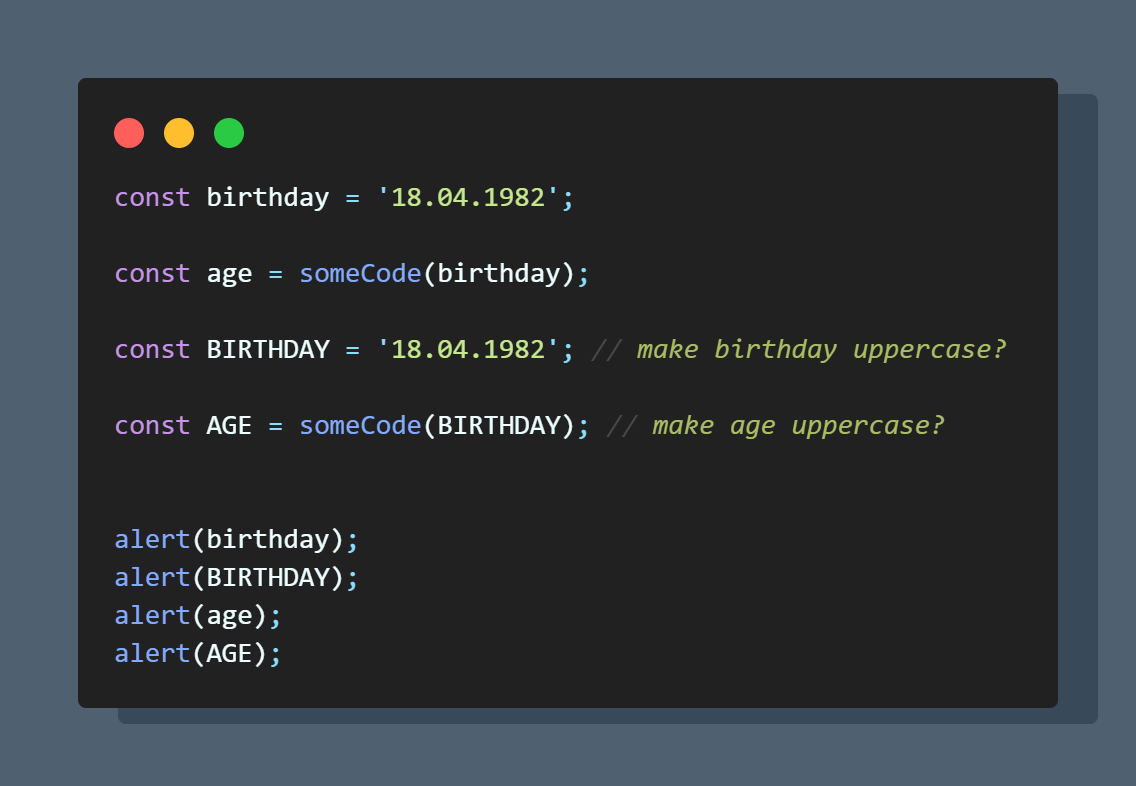 const birthday = '18.04.1982';
const age = someCode(birthday);
const BIRTHDAY = '18.04.1982'; // make birthday uppercase?
const AGE = someCode(BIRTHDAY); // make age uppercase?
alert(birthday);
alert(BIRTHDAY);
alert(age);
alert(AGE);